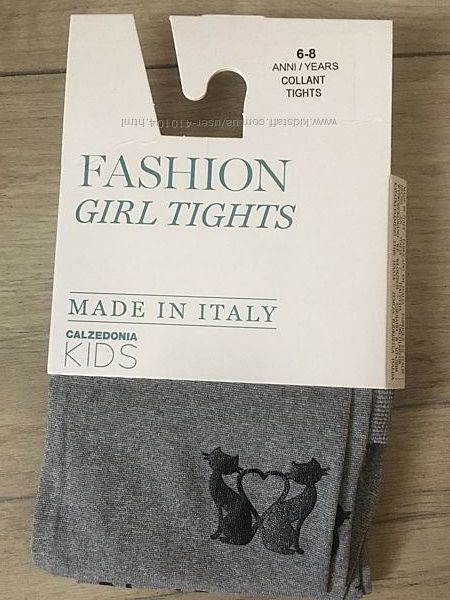 6-8
ANNI / YEARS
COLLANT
TIGHTS
www.kidstaff.com.ua/user-410104.html
FASHION
GIRL TIGHTS
MADE IN ITALY
CALZEDONIA
KIDS